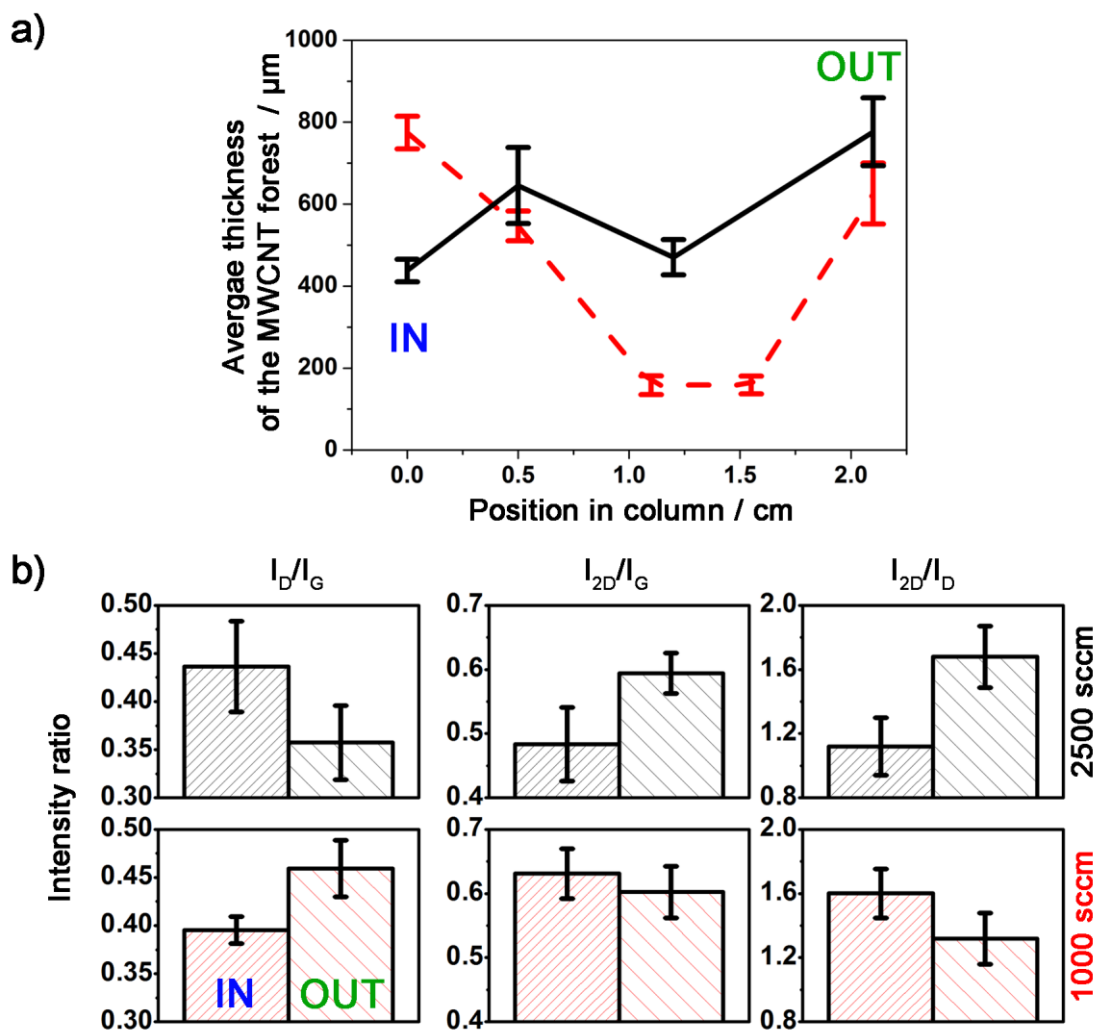 a)
1000
800
600
400
200
0
Avergae thickness
of the MWCNT forest / µm
OUT
IN
0.0 0.5 1.0 1.5 2.0
Position in column / cm
b)
I_D/I_G I_2D/I_G I_2D/I_D
Intensity ratio
0.50
0.45
0.40
0.35
0.30
0.7
0.6
0.5
0.4
2.0
1.6
1.2
0.8
2500 sccm
0.50
0.45
0.40
0.35
0.30
IN OUT
0.7
0.6
0.5
0.4
2.0
1.6
1.2
0.8
1000 sccm